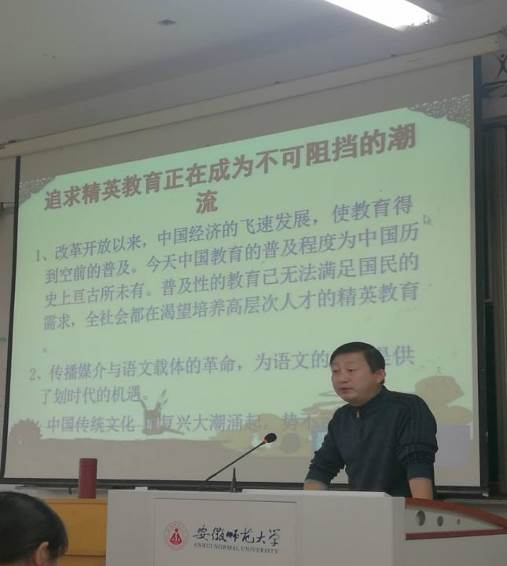 追求精英教育正在成为不可阻挡的潮
流
1、改革开放以来，中国经济的飞速发展，使教育得
到空前的普及。今天中国教育的普及程度为中国历
史上亘古所未有。普及性的教育已无法满足国民的
需求，全社会都在渴望培养高层次人才的精英教育
。
2、传播媒介与语文载体的革命，为语文的
是供
了划时代的机遇。
中国传统文化
复兴大潮涌起，势不
安徽师范大学
ANHUI NORMAL UNIVERSITY